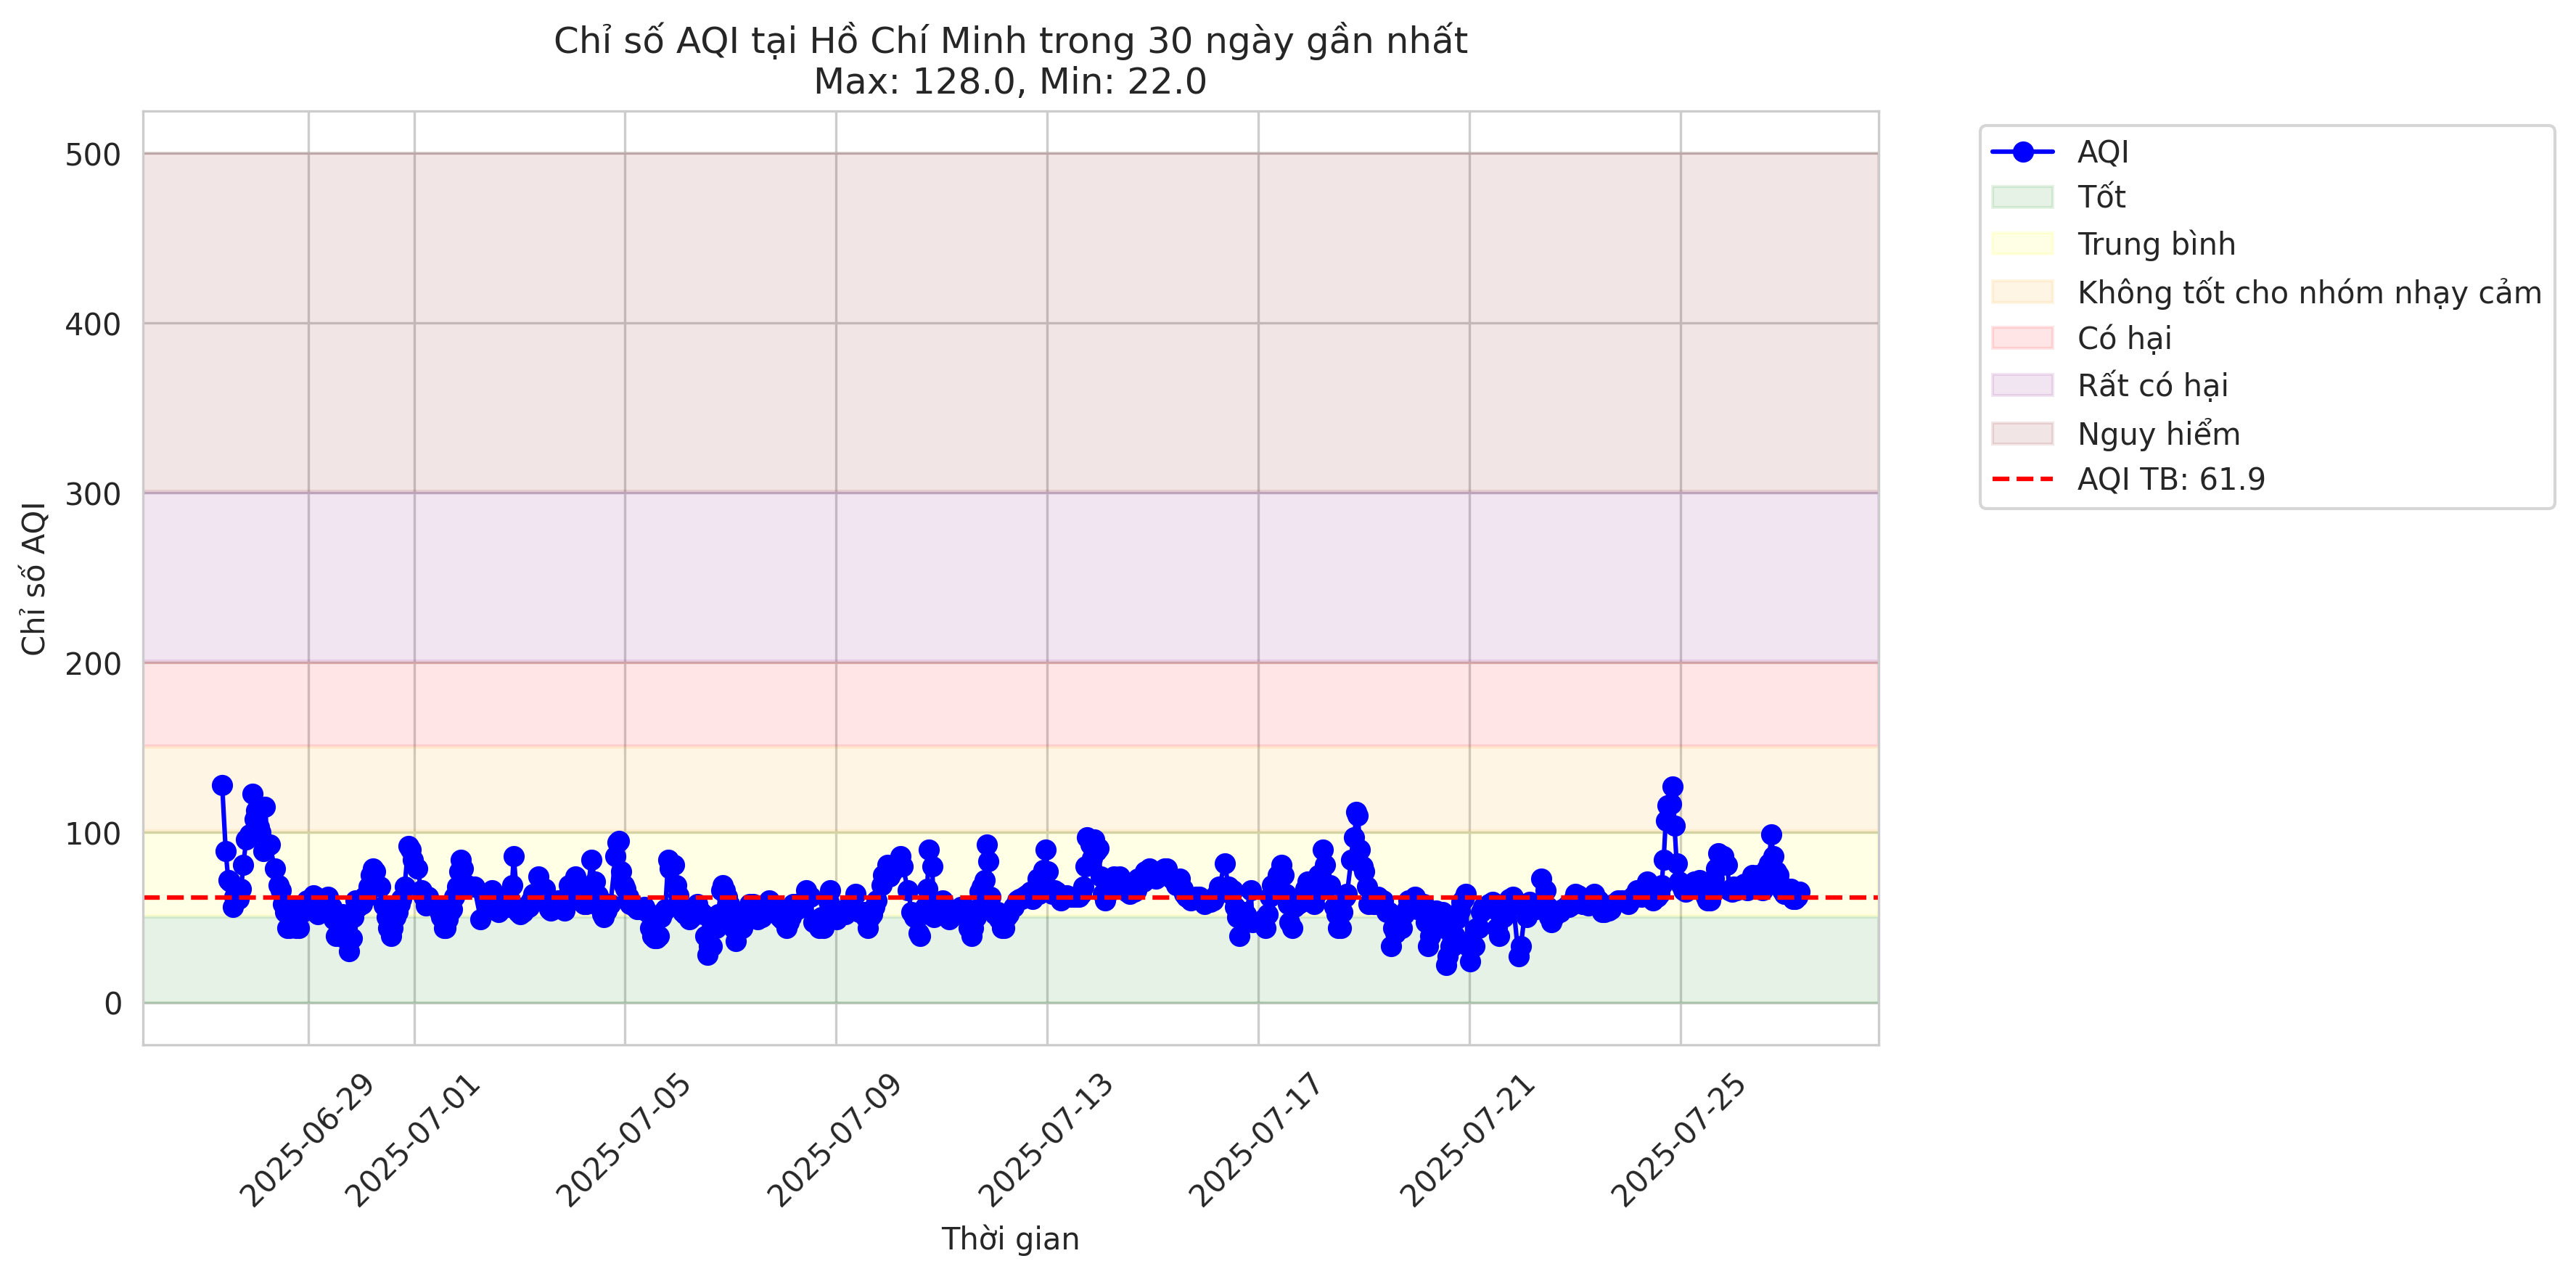 Chỉ số AQI tại Hồ Chí Minh trong 30 ngày gần nhất
Max: 128.0, Min: 22.0
Chỉ số AQI
500
400
300
200
100
0
2025-06-29
2025-07-01
2025-07-05
2025-07-09
2025-07-13
2025-07-17
2025-07-21
2025-07-25
Thời gian
AQI
Tốt
Trung bình
Không tốt cho nhóm nhạy cảm
Có hại
Rất có hại
Nguy hiểm
AQI TB: 61.9